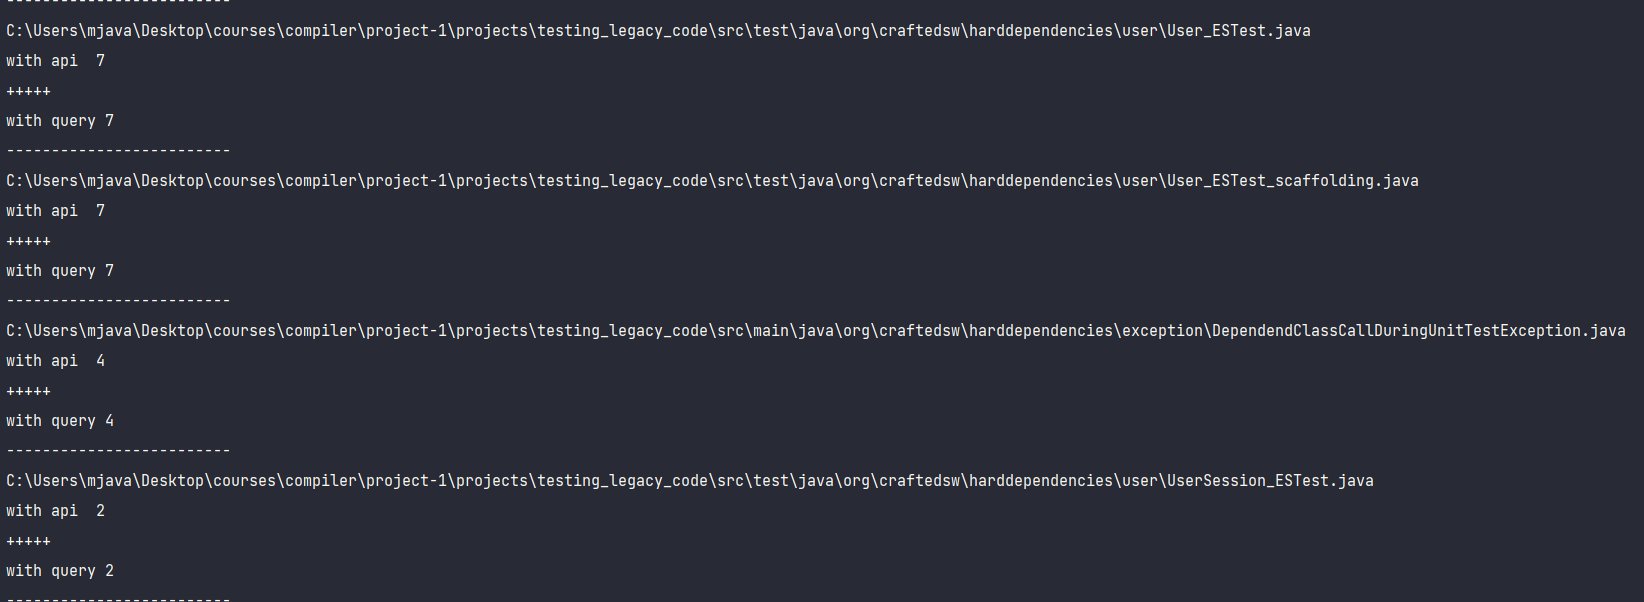 -------------------------
C:\Users\mjava\Desktop\courses\compiler\project-1\projects\testing_legacy_code\src\test\java\org\craftedsw\harddependencies\user\User_ESTest.java
with api  7
+++++
with query 7
-------------------------
C:\Users\mjava\Desktop\courses\compiler\project-1\projects\testing_legacy_code\src\test\java\org\craftedsw\harddependencies\user\User_ESTest_scaffolding.java
with api  7
+++++
with query 7
-------------------------
C:\Users\mjava\Desktop\courses\compiler\project-1\projects\testing_legacy_code\src\main\java\org\craftedsw\harddependencies\exception\DependendClassCallDuringUnitTestException.java
with api  4
+++++
with query 4
-------------------------
C:\Users\mjava\Desktop\courses\compiler\project-1\projects\testing_legacy_code\src\test\java\org\craftedsw\harddependencies\user\UserSession_ESTest.java
with api  2
+++++
with query 2
-------------------------